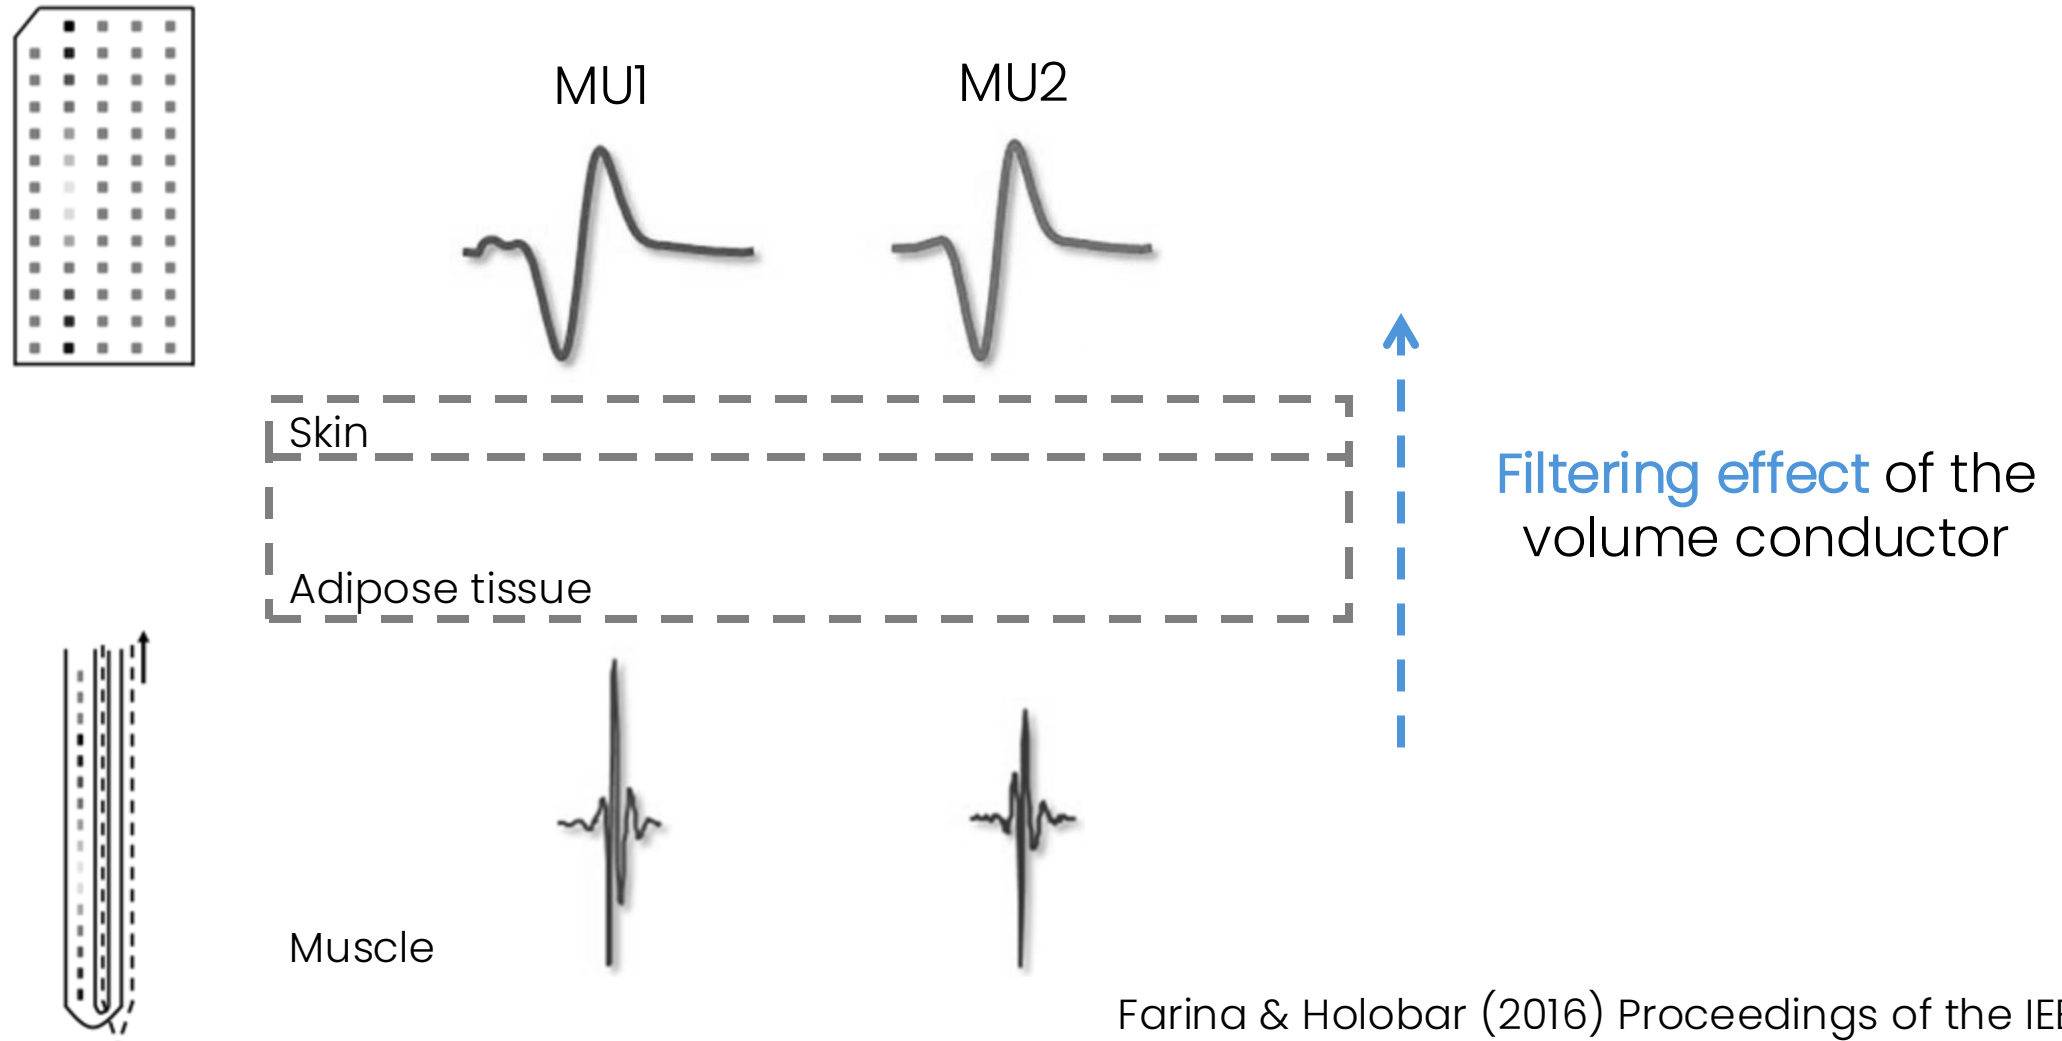 MU1
MU2
Skin
Adipose tissue
Filtering effect of the
volume conductor
Muscle
Farina & Holobar (2016) Proceedings of the